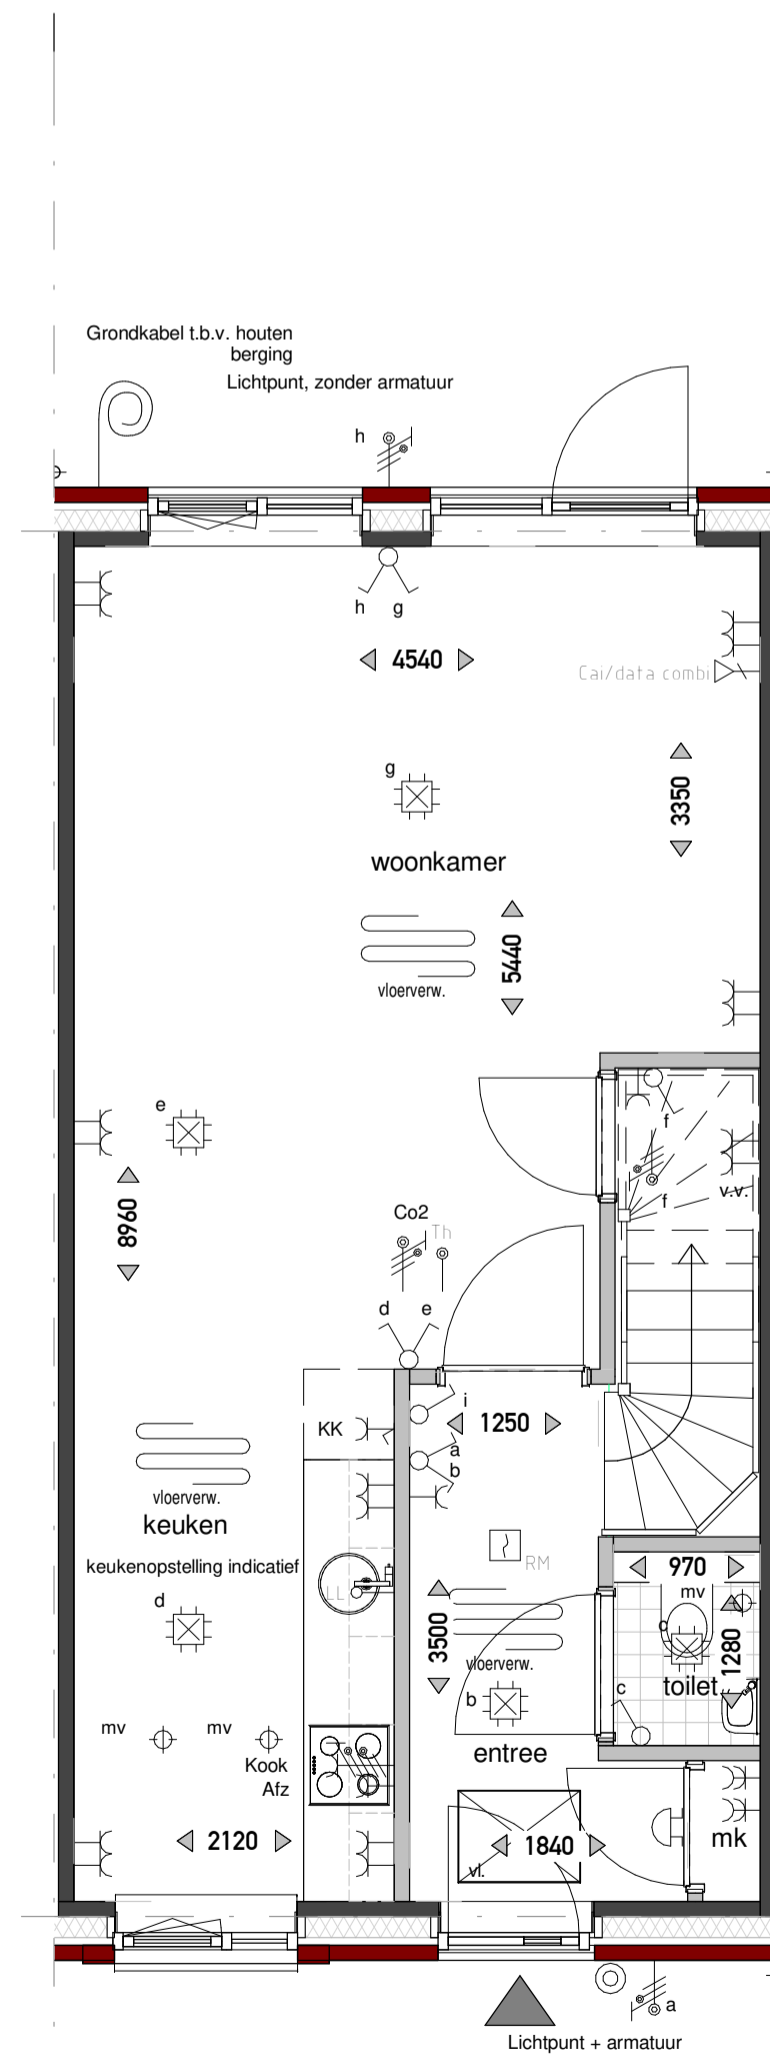 Grondkabel t.b.v. houten
berging
Lichtpunt, zonder armatuur
h
h g
4540
Cai/data combi
g
3350
woonkamer
5440
vloerverw.
e
f
f
v.v.
8960
Co2
Th
d e
i
KK
1250
a
b
vloerverw.
keuken
keukenopstelling indicatief
RM
LL
970
mv
d
3500
1280
vloerverw.
toilet
b
c
mv mv
entree
Kook
Afz
2120
1840
mk
vl.
a
Lichtpunt + armatuur